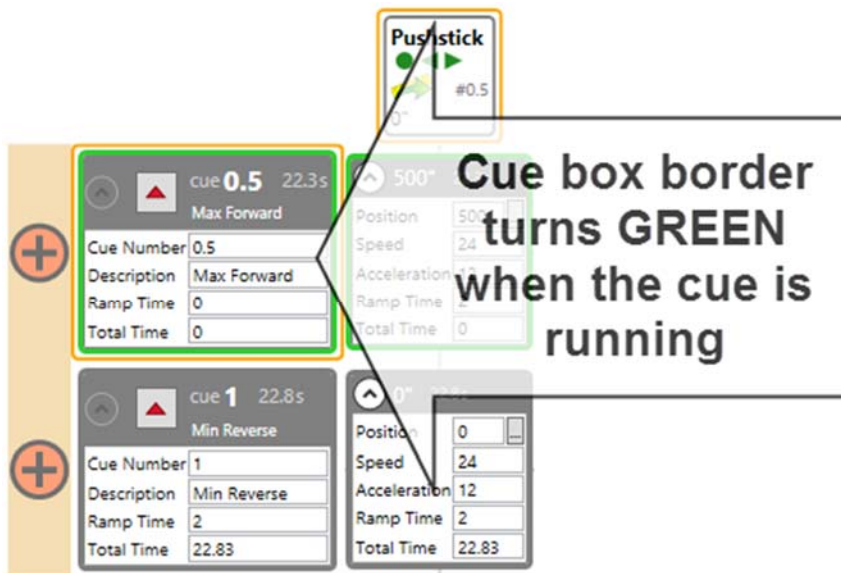 Pushstick
#0.5
0"
cue 0.5 22.3s
Max Forward
Cue Number 0.5
Description Max Forward
Ramp Time 0
Total Time 0
500"
Position 500
Speed 24
Acceleration 12
Ramp Time 2
Total Time 0
Cue box border
turns GREEN
when the cue is
running
cue 1 22.8s
Min Reverse
Cue Number 1
Description Min Reverse
Ramp Time 2
Total Time 22.83
0" 22.8s
Position 0 ...
Speed 24
Acceleration 12
Ramp Time 2
Total Time 22.83